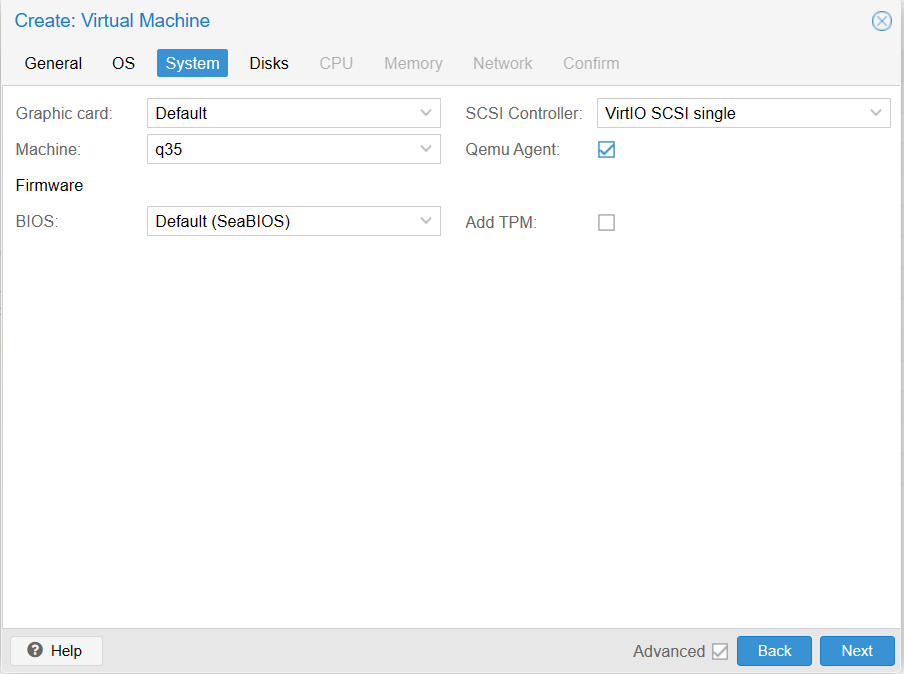 Create: Virtual Machine
General OS System Disks CPU Memory Network Confirm
Graphic card: Default SCSI Controller: VirtIO SCSI single
Machine: q35 Qemu Agent:
Firmware
BIOS: Default (SeaBIOS) Add TPM:
Help Advanced Back Next